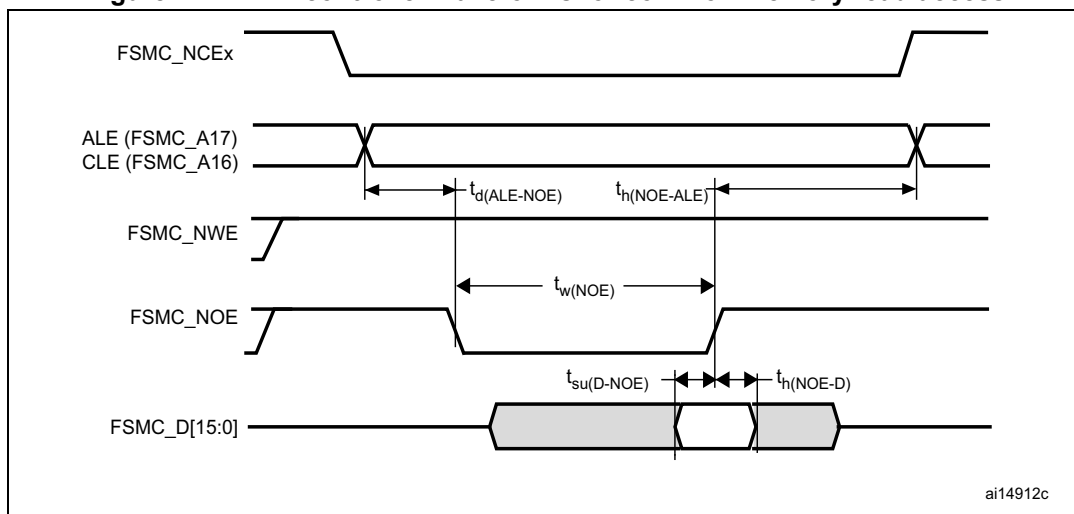 FSMC_NCEx
ALE (FSMC_A17)
CLE (FSMC_A16)
td(ALE-NOE)
th(NOE-ALE)
FSMC_NWE
tw(NOE)
FSMC_NOE
tsu(D-NOE)
th(NOE-D)
FSMC_D[15:0]
ai14912c